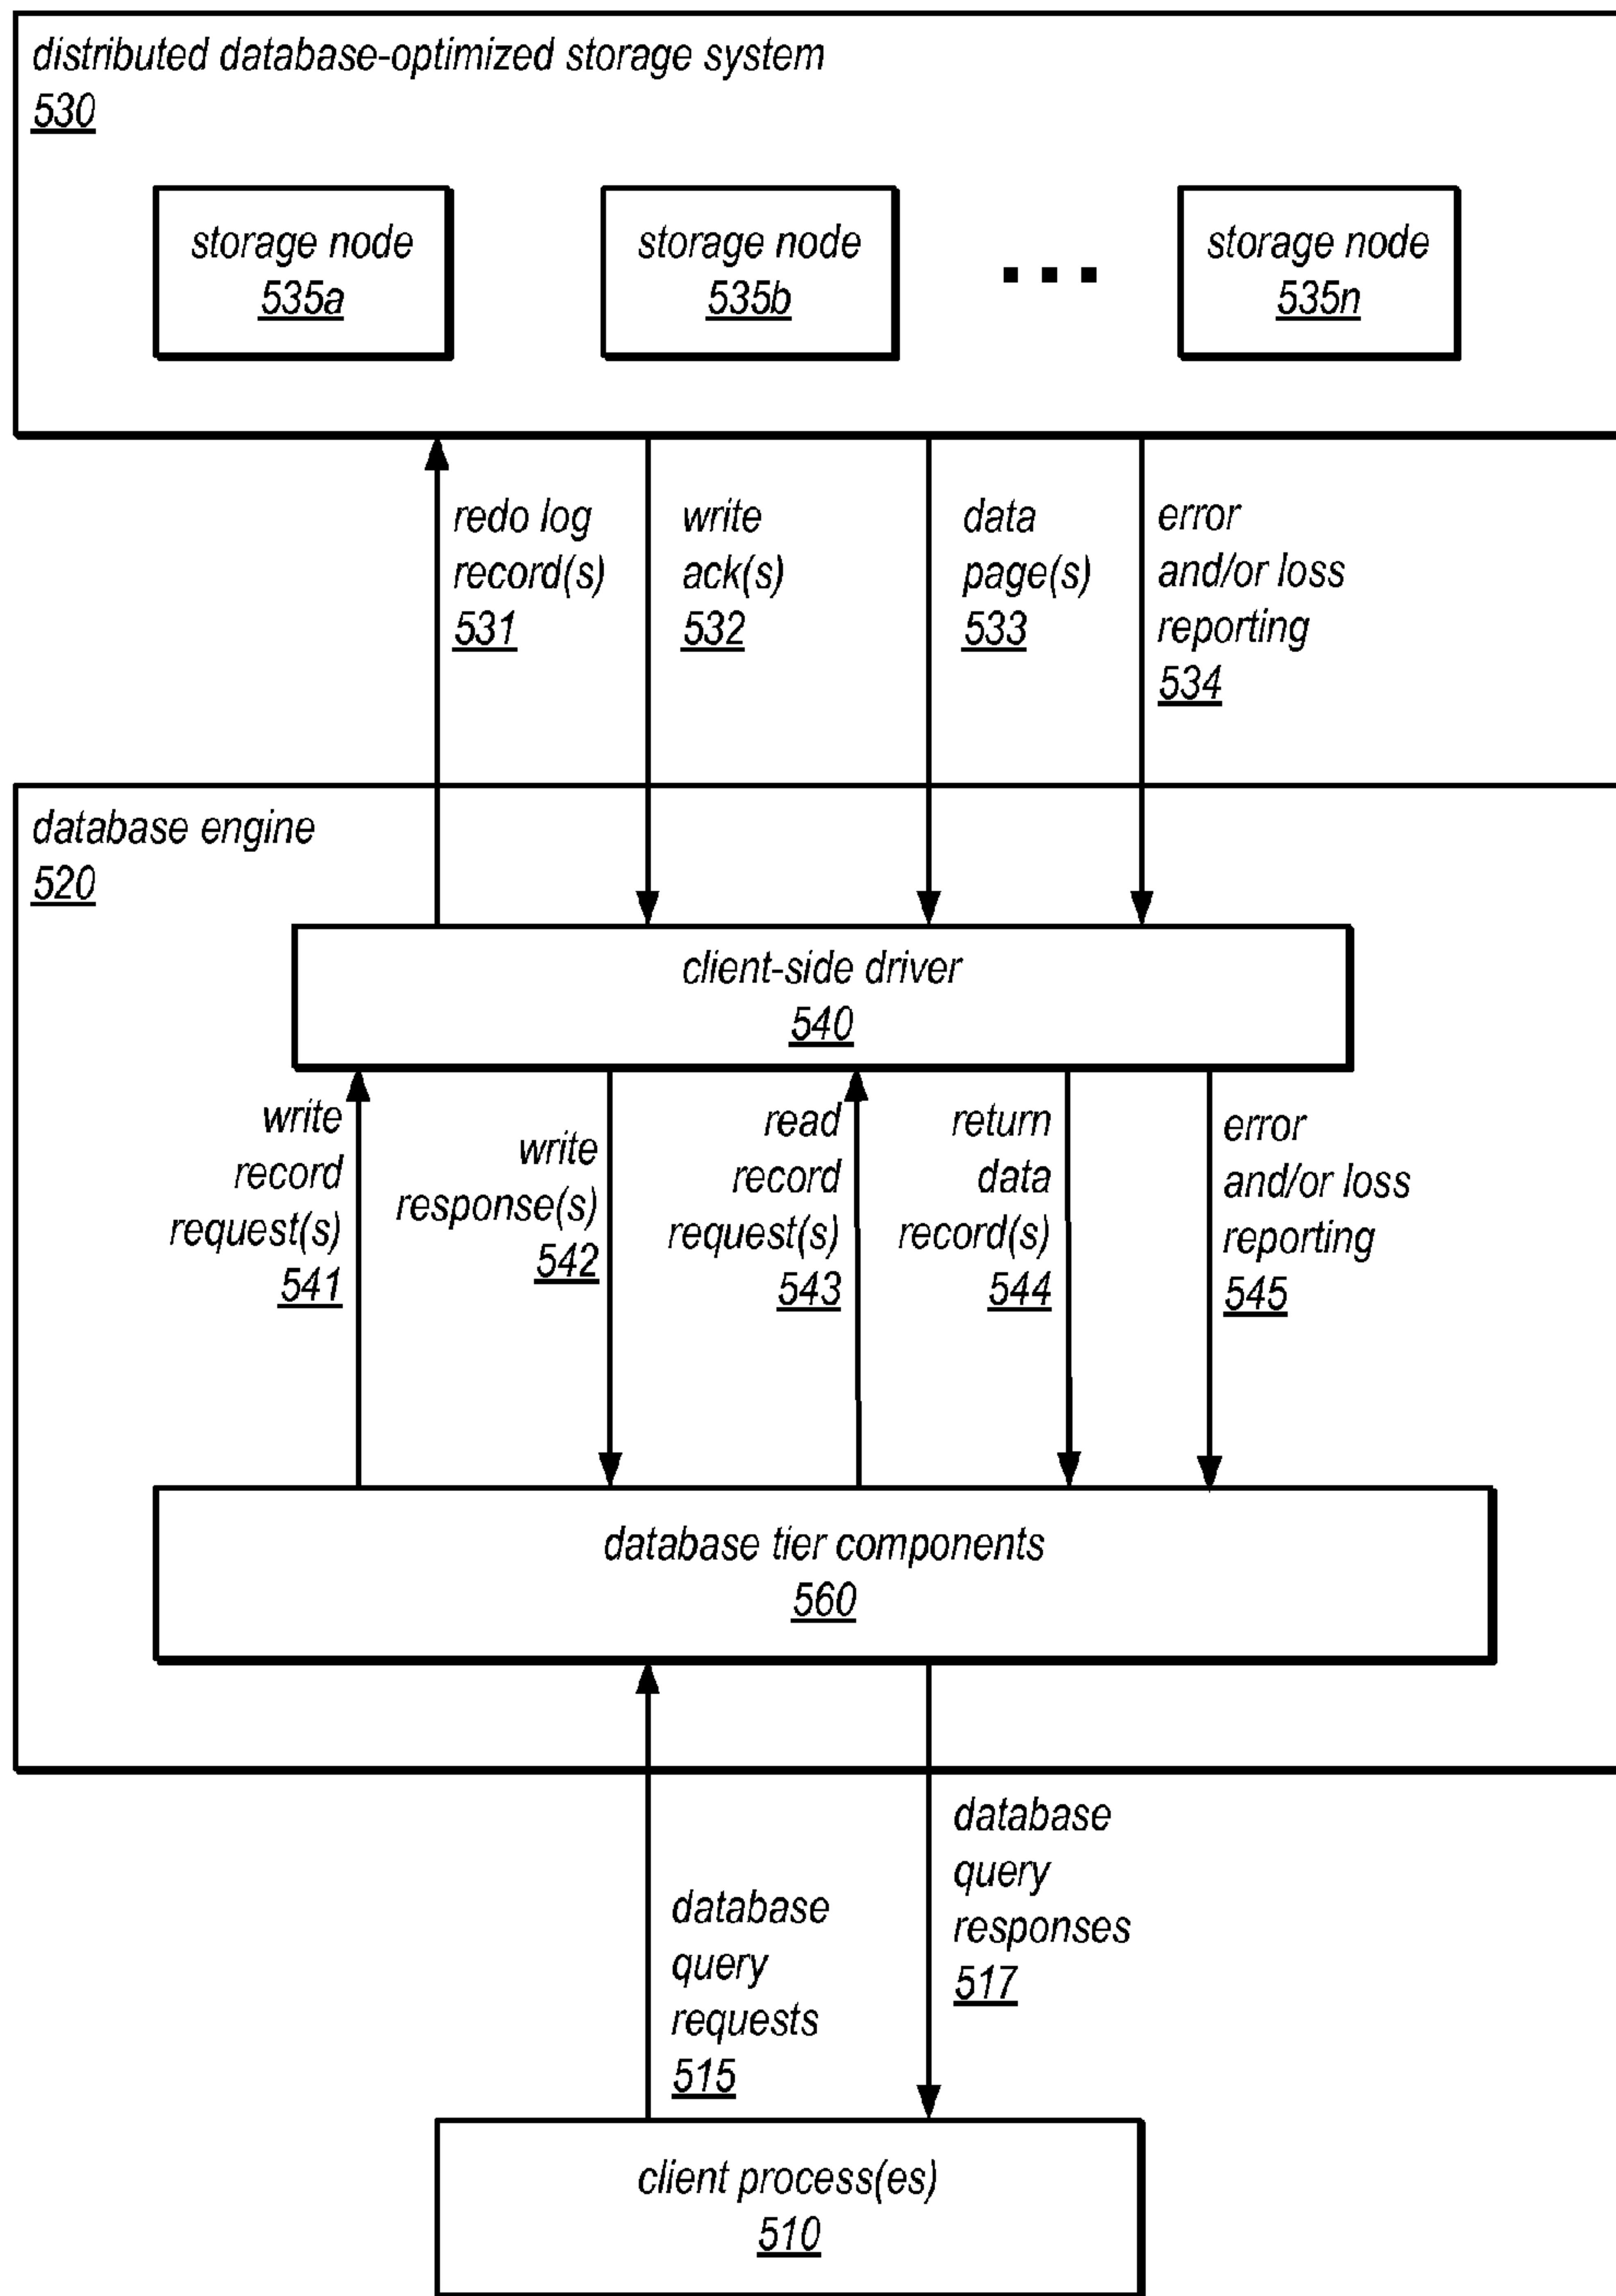 distributed database-optimized storage system
530
storage node
535a
storage node
535b
storage node
535n
redo log
record(s)
531
write
ack(s)
532
data
page(s)
533
error
and/or loss
reporting
534
database engine
520
client-side driver
540
write
record
request(s)
541
write
response(s)
542
read
record
request(s)
543
return
data
record(s)
544
error
and/or loss
reporting
545
database tier components
560
database
query
requests
515
database
query
responses
517
client process(es)
510